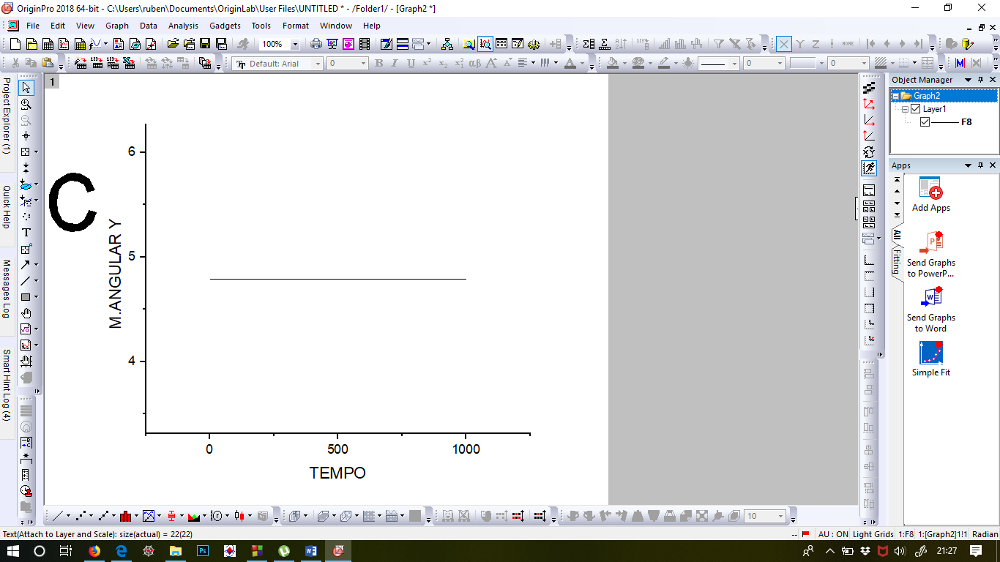 OriginPro 2018 64-bit - C:\Users\ruben\Documents\OriginLab\User Files\UNTITLED * - /Folder1/ - [Graph2 *]
File Edit View Graph Data Analysis Gadgets Tools Format Window Help
100%
X Y Z NONE
Default: Arial 0 B I U x² x₂ αβ A A 0 0 M
Project Explorer (1)
Quick Help
Messages Log
Smart Hint Log (4)
1
C
M.ANGULAR Y
6
5
4
0 500 1000
TEMPO
Object Manager
Graph2
Layer1
F8
Apps
Add Apps
All
Fitting
Send Graphs
to PowerP...
Send Graphs
to Word
Simple Fit
10
Text(Attach to Layer and Scale): size(actual) = 22(22)
-- AU : ON Light Grids 1:F8 1:[Graph2]1!1 Radian
21:27